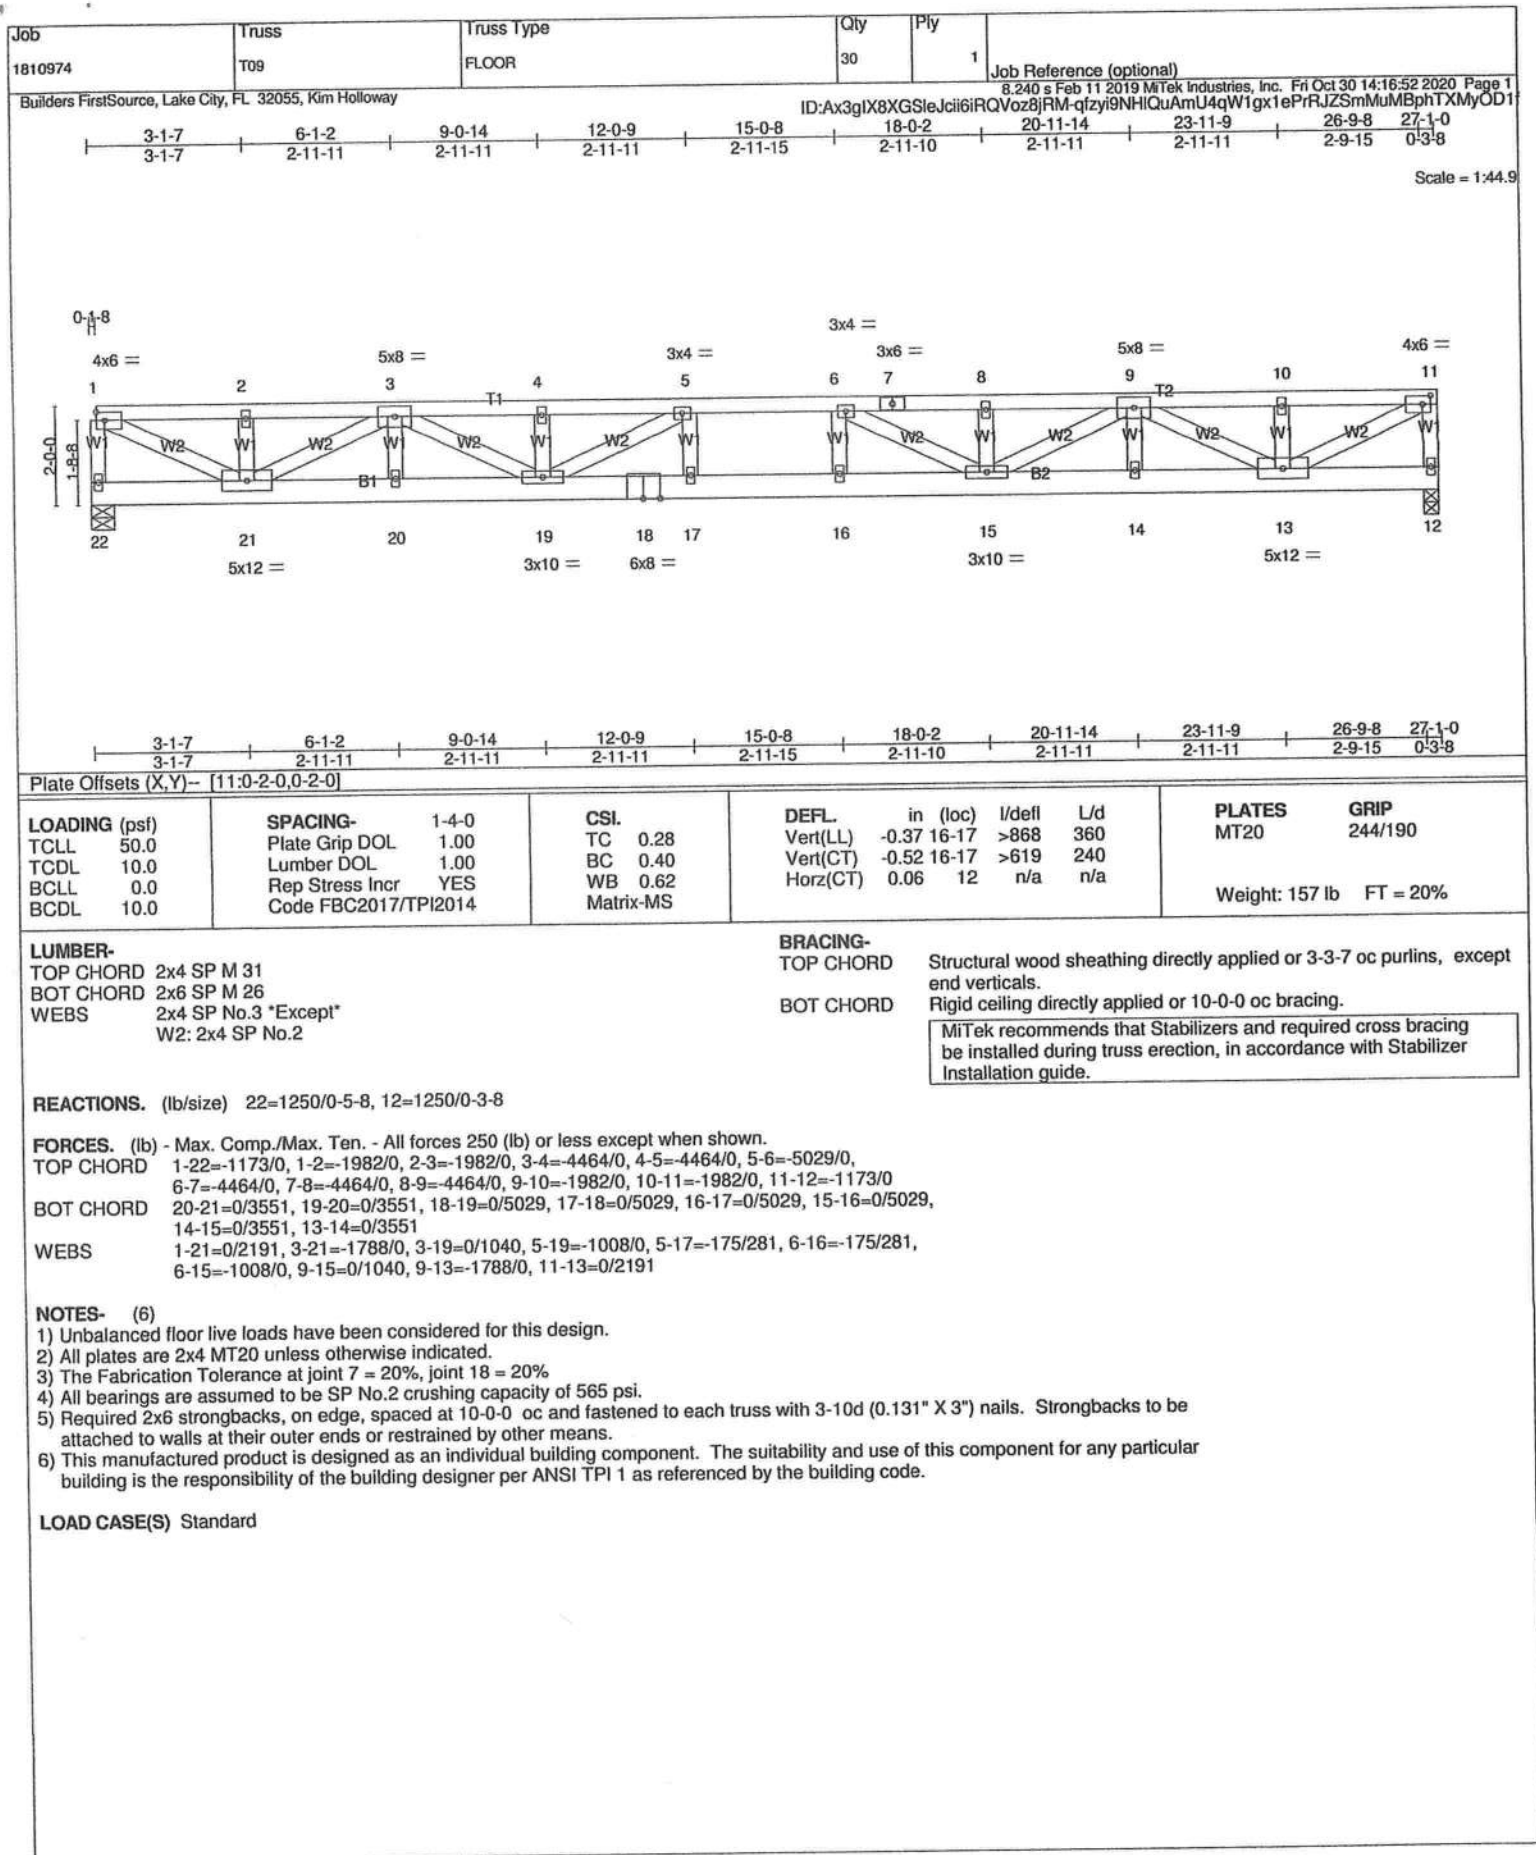 Job Truss Truss Type Qty Ply
1810974 T09 FLOOR 30 1 Job Reference (optional)
Builders FirstSource, Lake City, FL 32055, Kim Holloway 8.240 s Feb 11 2019 MiTek Industries, Inc. Fri Oct 30 14:16:52 2020 Page 1
3-1-7 6-1-2 9-0-14 12-0-9 15-0-8 18-0-2 20-11-14 23-11-9 26-9-8 27-1-0
3-1-7 2-11-11 2-11-11 2-11-11 2-11-15 2-11-10 2-11-11 2-11-11 2-9-15 0-3-8
Scale = 1:44.9
0-1-8
3x4 =
4x6 = 5x8 = 3x4 = 3x6 = 5x8 = 4x6 =
1 2 3 4 5 6 7 8 9 10 11
T1 T2
2-0-0 1-8-8
W1 W2 W1 W2 W1 W2 W1 W2 W1 W1 W2 W1 W2 W1 W2 W1 W2 W1
B1 B2
22 21 20 19 18 17 16 15 14 13 12
5x12 = 3x10 = 6x8 = 3x10 = 5x12 =
3-1-7 6-1-2 9-0-14 12-0-9 15-0-8 18-0-2 20-11-14 23-11-9 26-9-8 27-1-0
3-1-7 2-11-11 2-11-11 2-11-11 2-11-15 2-11-10 2-11-11 2-11-11 2-9-15 0-3-8
Plate Offsets (X,Y)-- [11:0-2-0,0-2-0]
LOADING (psf)
TCLL 50.0
TCDL 10.0
BCLL 0.0
BCDL 10.0
SPACING- 1-4-0
Plate Grip DOL 1.00
Lumber DOL 1.00
Rep Stress Incr YES
Code FBC2017/TPI2014
CSI.
TC 0.28
BC 0.40
WB 0.62
Matrix-MS
DEFL. in (loc) l/defl L/d
Vert(LL) -0.37 16-17 >868 360
Vert(CT) -0.52 16-17 >619 240
Horz(CT) 0.06 12 n/a n/a
PLATES GRIP
MT20 244/190
Weight: 157 lb FT = 20%
LUMBER-
TOP CHORD 2x4 SP M 31
BOT CHORD 2x6 SP M 26
WEBS 2x4 SP No.3 *Except*
W2: 2x4 SP No.2
BRACING-
TOP CHORD Structural wood sheathing directly applied or 3-3-7 oc purlins, except
end verticals.
BOT CHORD Rigid ceiling directly applied or 10-0-0 oc bracing.
MiTek recommends that Stabilizers and required cross bracing
be installed during truss erection, in accordance with Stabilizer
Installation guide.
REACTIONS. (lb/size) 22=1250/0-5-8, 12=1250/0-3-8
FORCES. (lb) - Max. Comp./Max. Ten. - All forces 250 (lb) or less except when shown.
TOP CHORD 1-22=-1173/0, 1-2=-1982/0, 2-3=-1982/0, 3-4=-4464/0, 4-5=-4464/0, 5-6=-5029/0,
6-7=-4464/0, 7-8=-4464/0, 8-9=-4464/0, 9-10=-1982/0, 10-11=-1982/0, 11-12=-1173/0
BOT CHORD 20-21=0/3551, 19-20=0/3551, 18-19=0/5029, 17-18=0/5029, 16-17=0/5029, 15-16=0/5029,
14-15=0/3551, 13-14=0/3551
WEBS 1-21=0/2191, 3-21=-1788/0, 3-19=0/1040, 5-19=-1008/0, 5-17=-175/281, 6-16=-175/281,
6-15=-1008/0, 9-15=0/1040, 9-13=-1788/0, 11-13=0/2191
NOTES- (6)
1) Unbalanced floor live loads have been considered for this design.
2) All plates are 2x4 MT20 unless otherwise indicated.
3) The Fabrication Tolerance at joint 7 = 20%, joint 18 = 20%
4) All bearings are assumed to be SP No.2 crushing capacity of 565 psi.
5) Required 2x6 strongbacks, on edge, spaced at 10-0-0 oc and fastened to each truss with 3-10d (0.131" X 3") nails. Strongbacks to be
attached to walls at their outer ends or restrained by other means.
6) This manufactured product is designed as an individual building component. The suitability and use of this component for any particular
building is the responsibility of the building designer per ANSI TPI 1 as referenced by the building code.
LOAD CASE(S) Standard